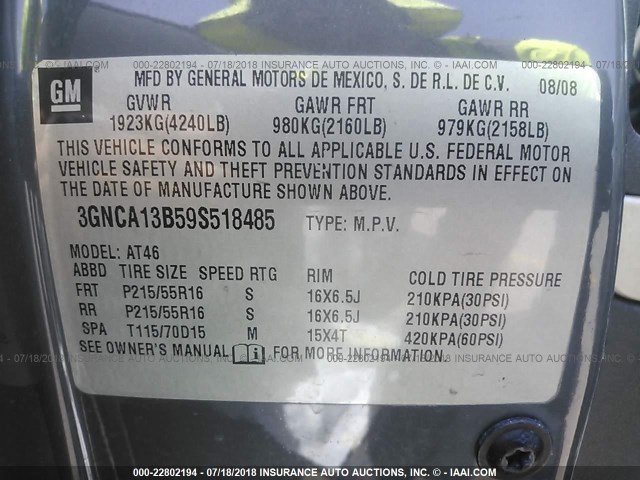 000-22802194 - 07/18/2018 INSURANCE AUTO AUCTIONS © - IAAI.COM
GM
MFD BY GENERAL MOTORS DE MEXICO, S. DE R.L. DE C.V. 08/08
GVWR GAWR FRT GAWR RR
1923KG(4240LB) 980KG(2160LB) 979KG(2158LB)
THIS VEHICLE CONFORMS TO ALL APPLICABLE U.S. FEDERAL MOTOR
VEHICLE SAFETY AND THEFT PREVENTION STANDARDS IN EFFECT ON
THE DATE OF MANUFACTURE SHOWN ABOVE.
3GNCA13B59S518485 TYPE: M.P.V.
MODEL: AT46
ABBD TIRE SIZE SPEED RTG RIM COLD TIRE PRESSURE
FRT P215/55R16 S 16X6.5J 210KPA(30PSI)
RR P215/55R16 S 16X6.5J 210KPA(30PSI)
SPA T115/70D15 M 15X4T 420KPA(60PSI)
SEE OWNER'S MANUAL FOR MORE INFORMATION.
000-22802194 - 07/18/2018 INSURANCE AUTO AUCTIONS © - IAAI.COM